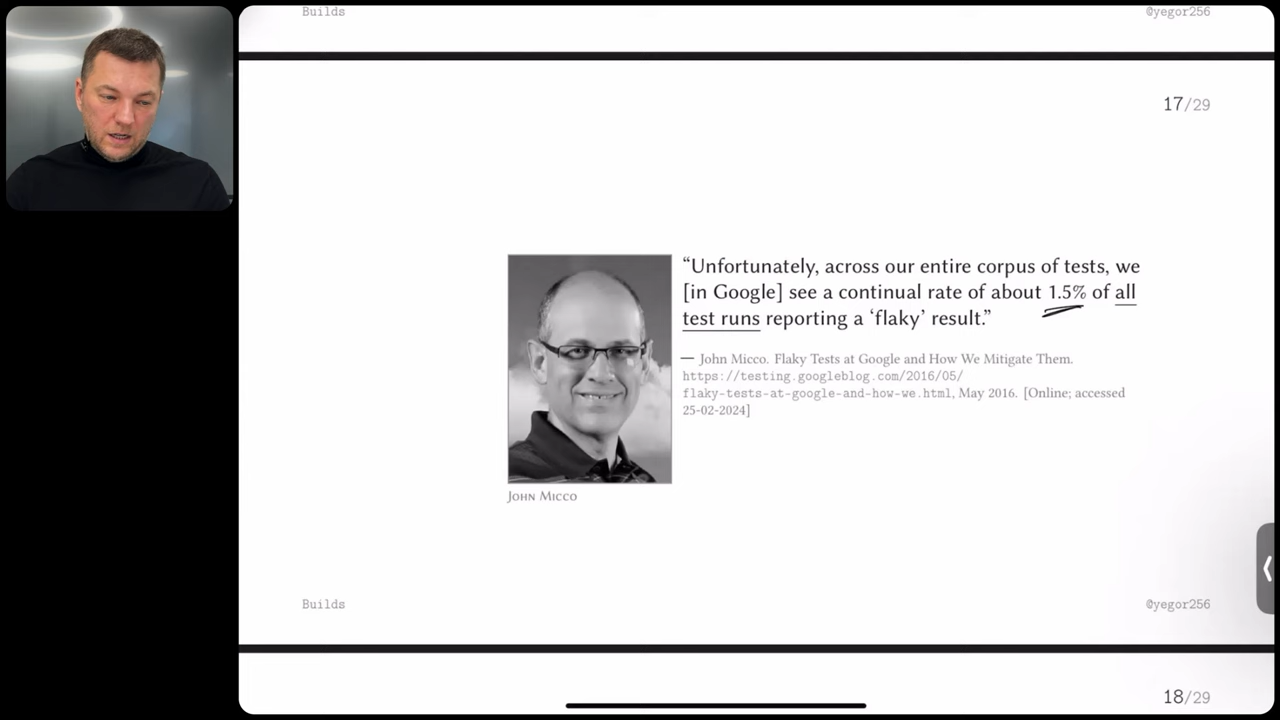 Builds
@yegor256
17/29
“Unfortunately, across our entire corpus of tests, we
[in Google] see a continual rate of about 1.5% of all
test runs reporting a ‘flaky’ result.”
— John Micco. Flaky Tests at Google and How We Mitigate Them.
https://testing.googleblog.com/2016/05/
flaky-tests-at-google-and-how-we.html, May 2016. [Online; accessed
25-02-2024]
John Micco
Builds
@yegor256
18/29